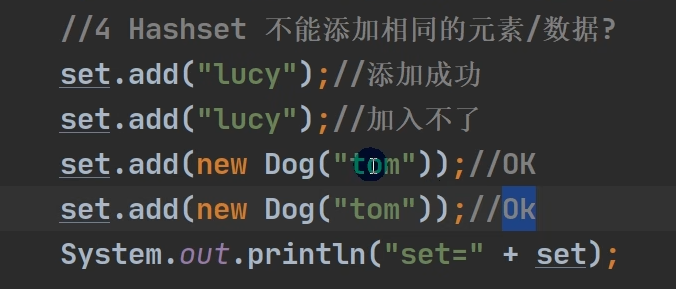 //4 Hashset 不能添加相同的元素/数据?
set.add("lucy");//添加成功
set.add("lucy");//加入不了
set.add(new Dog("tom"));//OK
set.add(new Dog("tom"));//Ok
System.out.println("set=" + set);